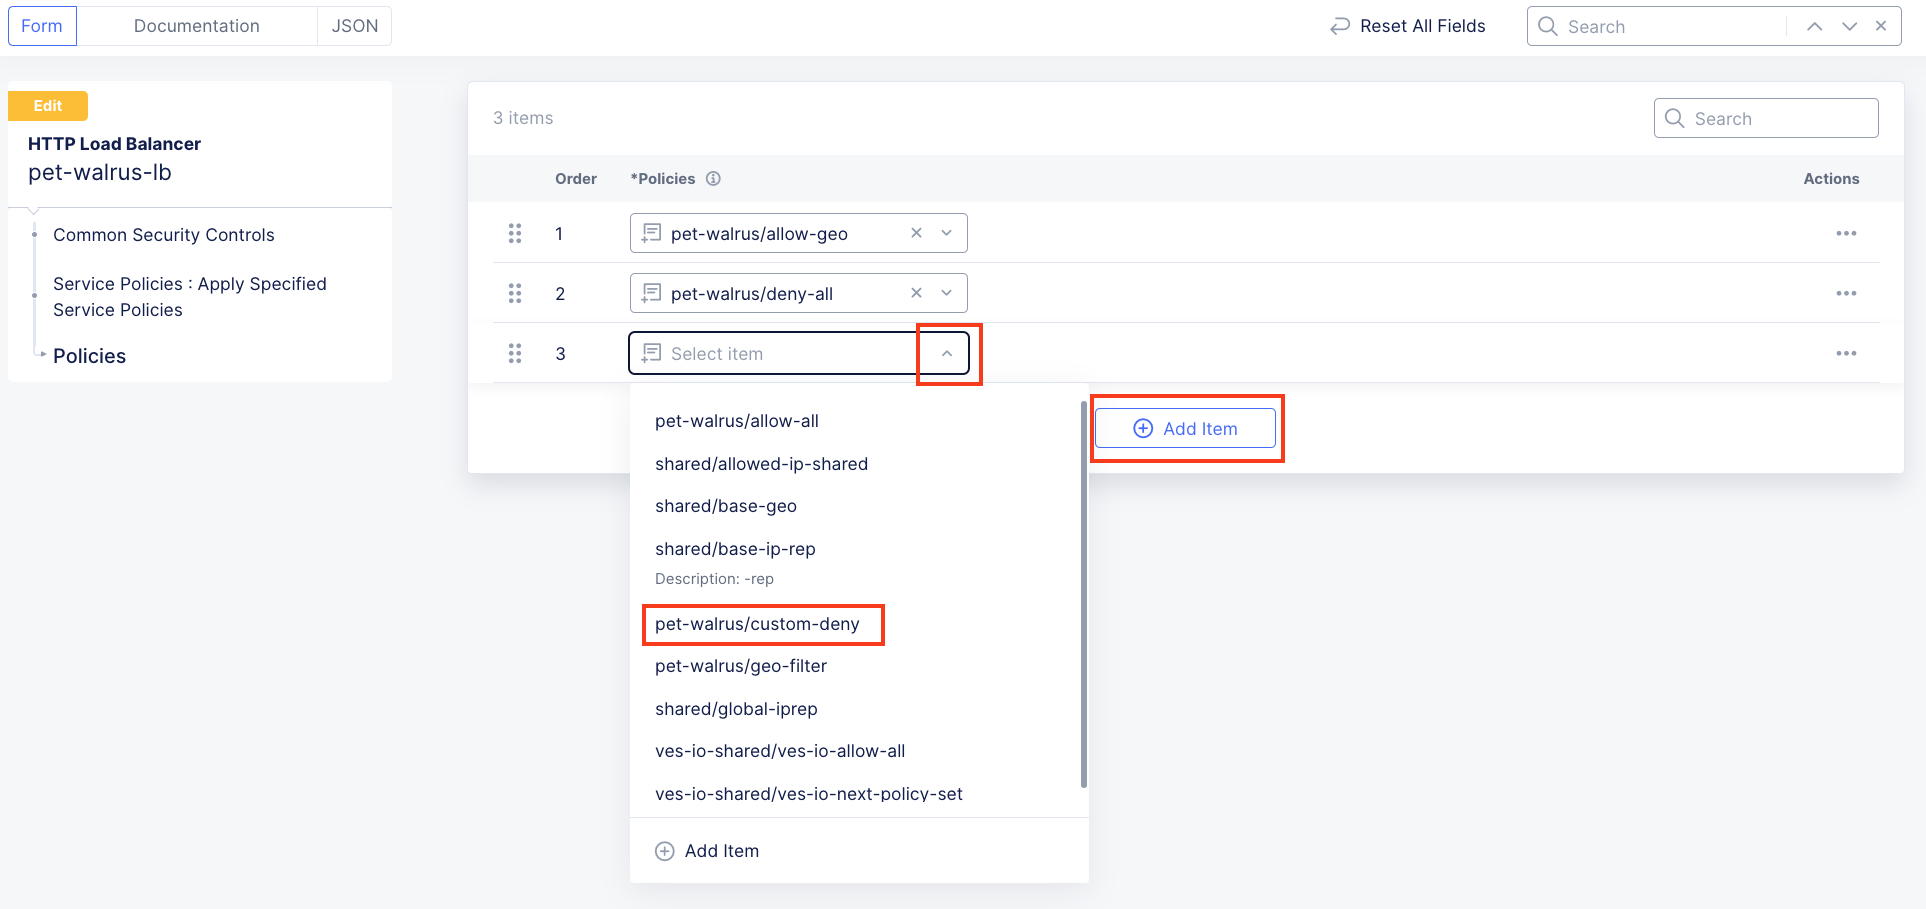 Form
Documentation
JSON
Reset All Fields
Search
Edit
HTTP Load Balancer
pet-walrus-lb
Common Security Controls
Service Policies : Apply Specified
Service Policies
Policies
3 items
Search
Order
*Policies
Actions
1
pet-walrus/allow-geo
2
pet-walrus/deny-all
3
Select item
pet-walrus/allow-all
shared/allowed-ip-shared
shared/base-geo
shared/base-ip-rep
Description: -rep
pet-walrus/custom-deny
pet-walrus/geo-filter
shared/global-iprep
ves-io-shared/ves-io-allow-all
ves-io-shared/ves-io-next-policy-set
Add Item
Add Item